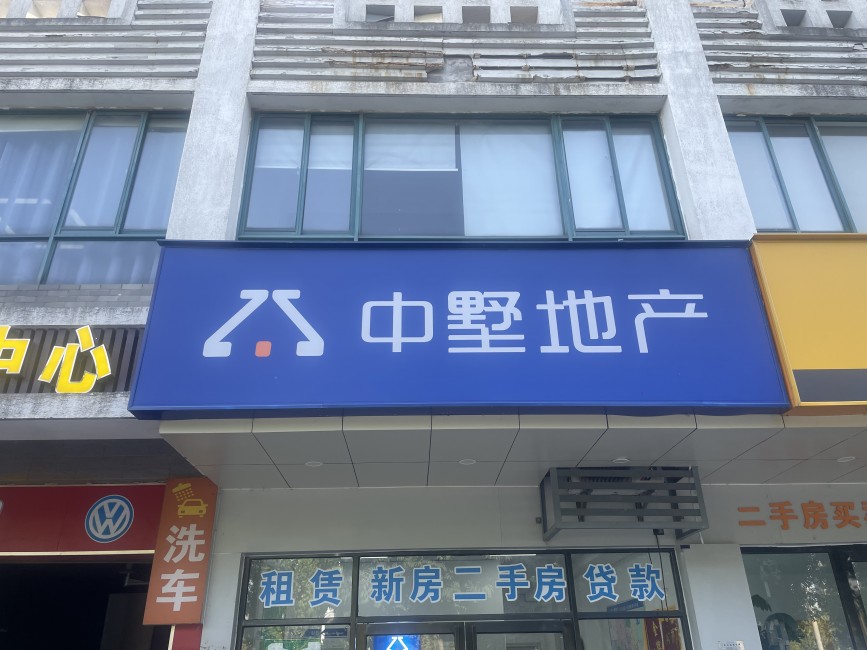 中墅地产
中心
洗车
二手房买
租赁 新房二手房 贷款